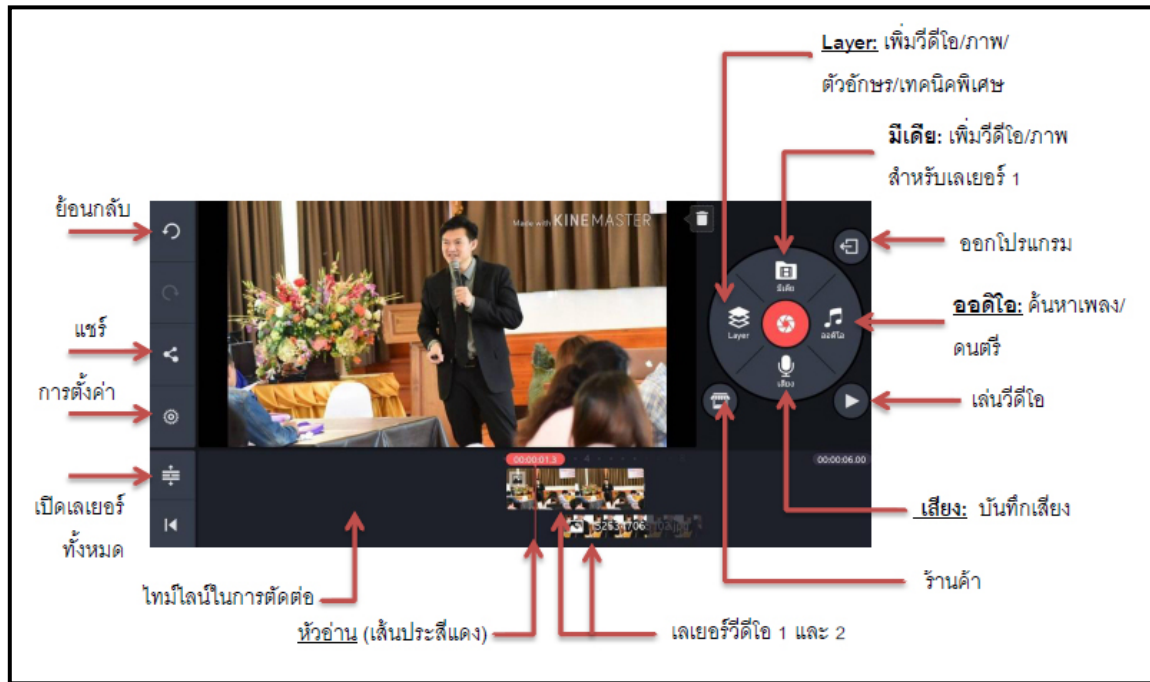 Layer: เพิ่มวีดีโอ/ภาพ/
ตัวอักษร/เทคนิคพิเศษ
มีเดีย: เพิ่มวีดีโอ/ภาพ
สำหรับเลเยอร์ 1
ย้อนกลับ
Made with KINEMASTER
ออกโปรแกรม
มีเดีย
แชร์
Layer
ออดิโอ
ออดิโอ: ค้นหาเพลง/
ดนตรี
เสียง
การตั้งค่า
เล่นวีดีโอ
00:00:01.3
4
00:00:06.00
เปิดเลเยอร์
ทั้งหมด
เสียง: บันทึกเสียง
ร้านค้า
ไทม์ไลน์ในการตัดต่อ
หัวอ่าน (เส้นประสีแดง)
เลเยอร์วีดีโอ 1 และ 2